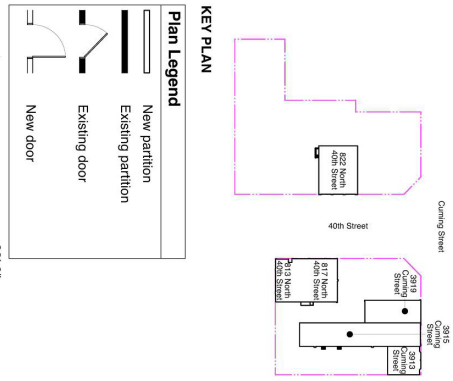 KEY PLAN
Cuming Street
40th Street
822 North
40th Street
3919
Cuming
Street
3915
Cuming
Street
3913
Cuming
Street
817 North
40th Street
813 North
40th Street
Plan Legend
New partition
Existing partition
Existing door
New door